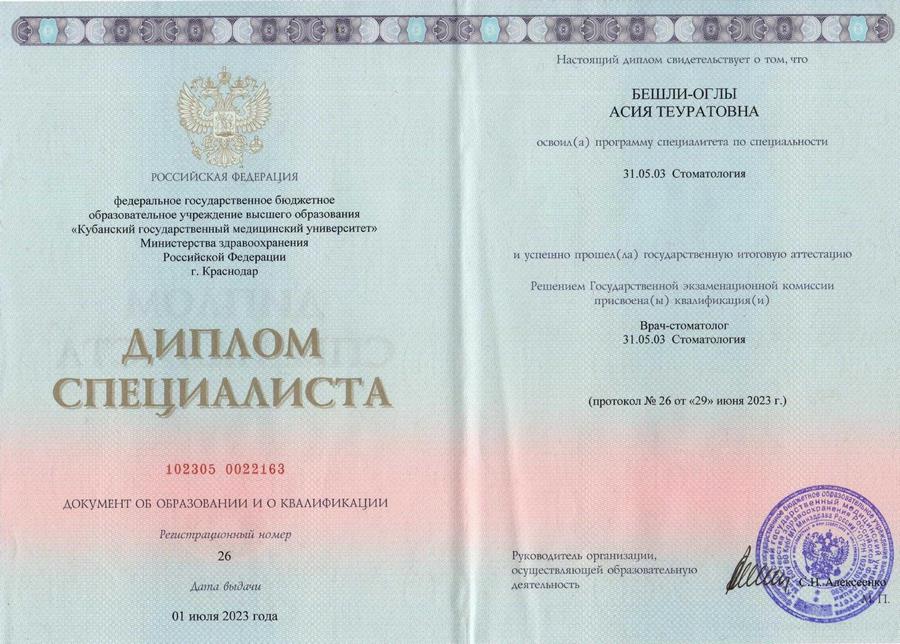 РОССИЙСКАЯ ФЕДЕРАЦИЯ
федеральное государственное бюджетное
образовательное учреждение высшего образования
«Кубанский государственный медицинский университет»
Министерства здравоохранения
Российской Федерации
г. Краснодар
ДИПЛОМ
СПЕЦИАЛИСТА
102305 0022163
ДОКУМЕНТ ОБ ОБРАЗОВАНИИ И О КВАЛИФИКАЦИИ
Регистрационный номер
26
Дата выдачи
01 июля 2023 года
Настоящий диплом свидетельствует о том, что
БЕШЛИ-ОГЛЫ
АСИЯ ТЕУРАТОВНА
освоил(а) программу специалитета по специальности
31.05.03 Стоматология
и успешно прошел(ла) государственную итоговую аттестацию
Решением Государственной экзаменационной комиссии
присвоена(ы) квалификация(и)
Врач-стоматолог
31.05.03 Стоматология
(протокол № 26 от «29» июня 2023 г.)
Руководитель организации,
осуществляющей образовательную
деятельность
С.Н. Алексеенко
М.П.